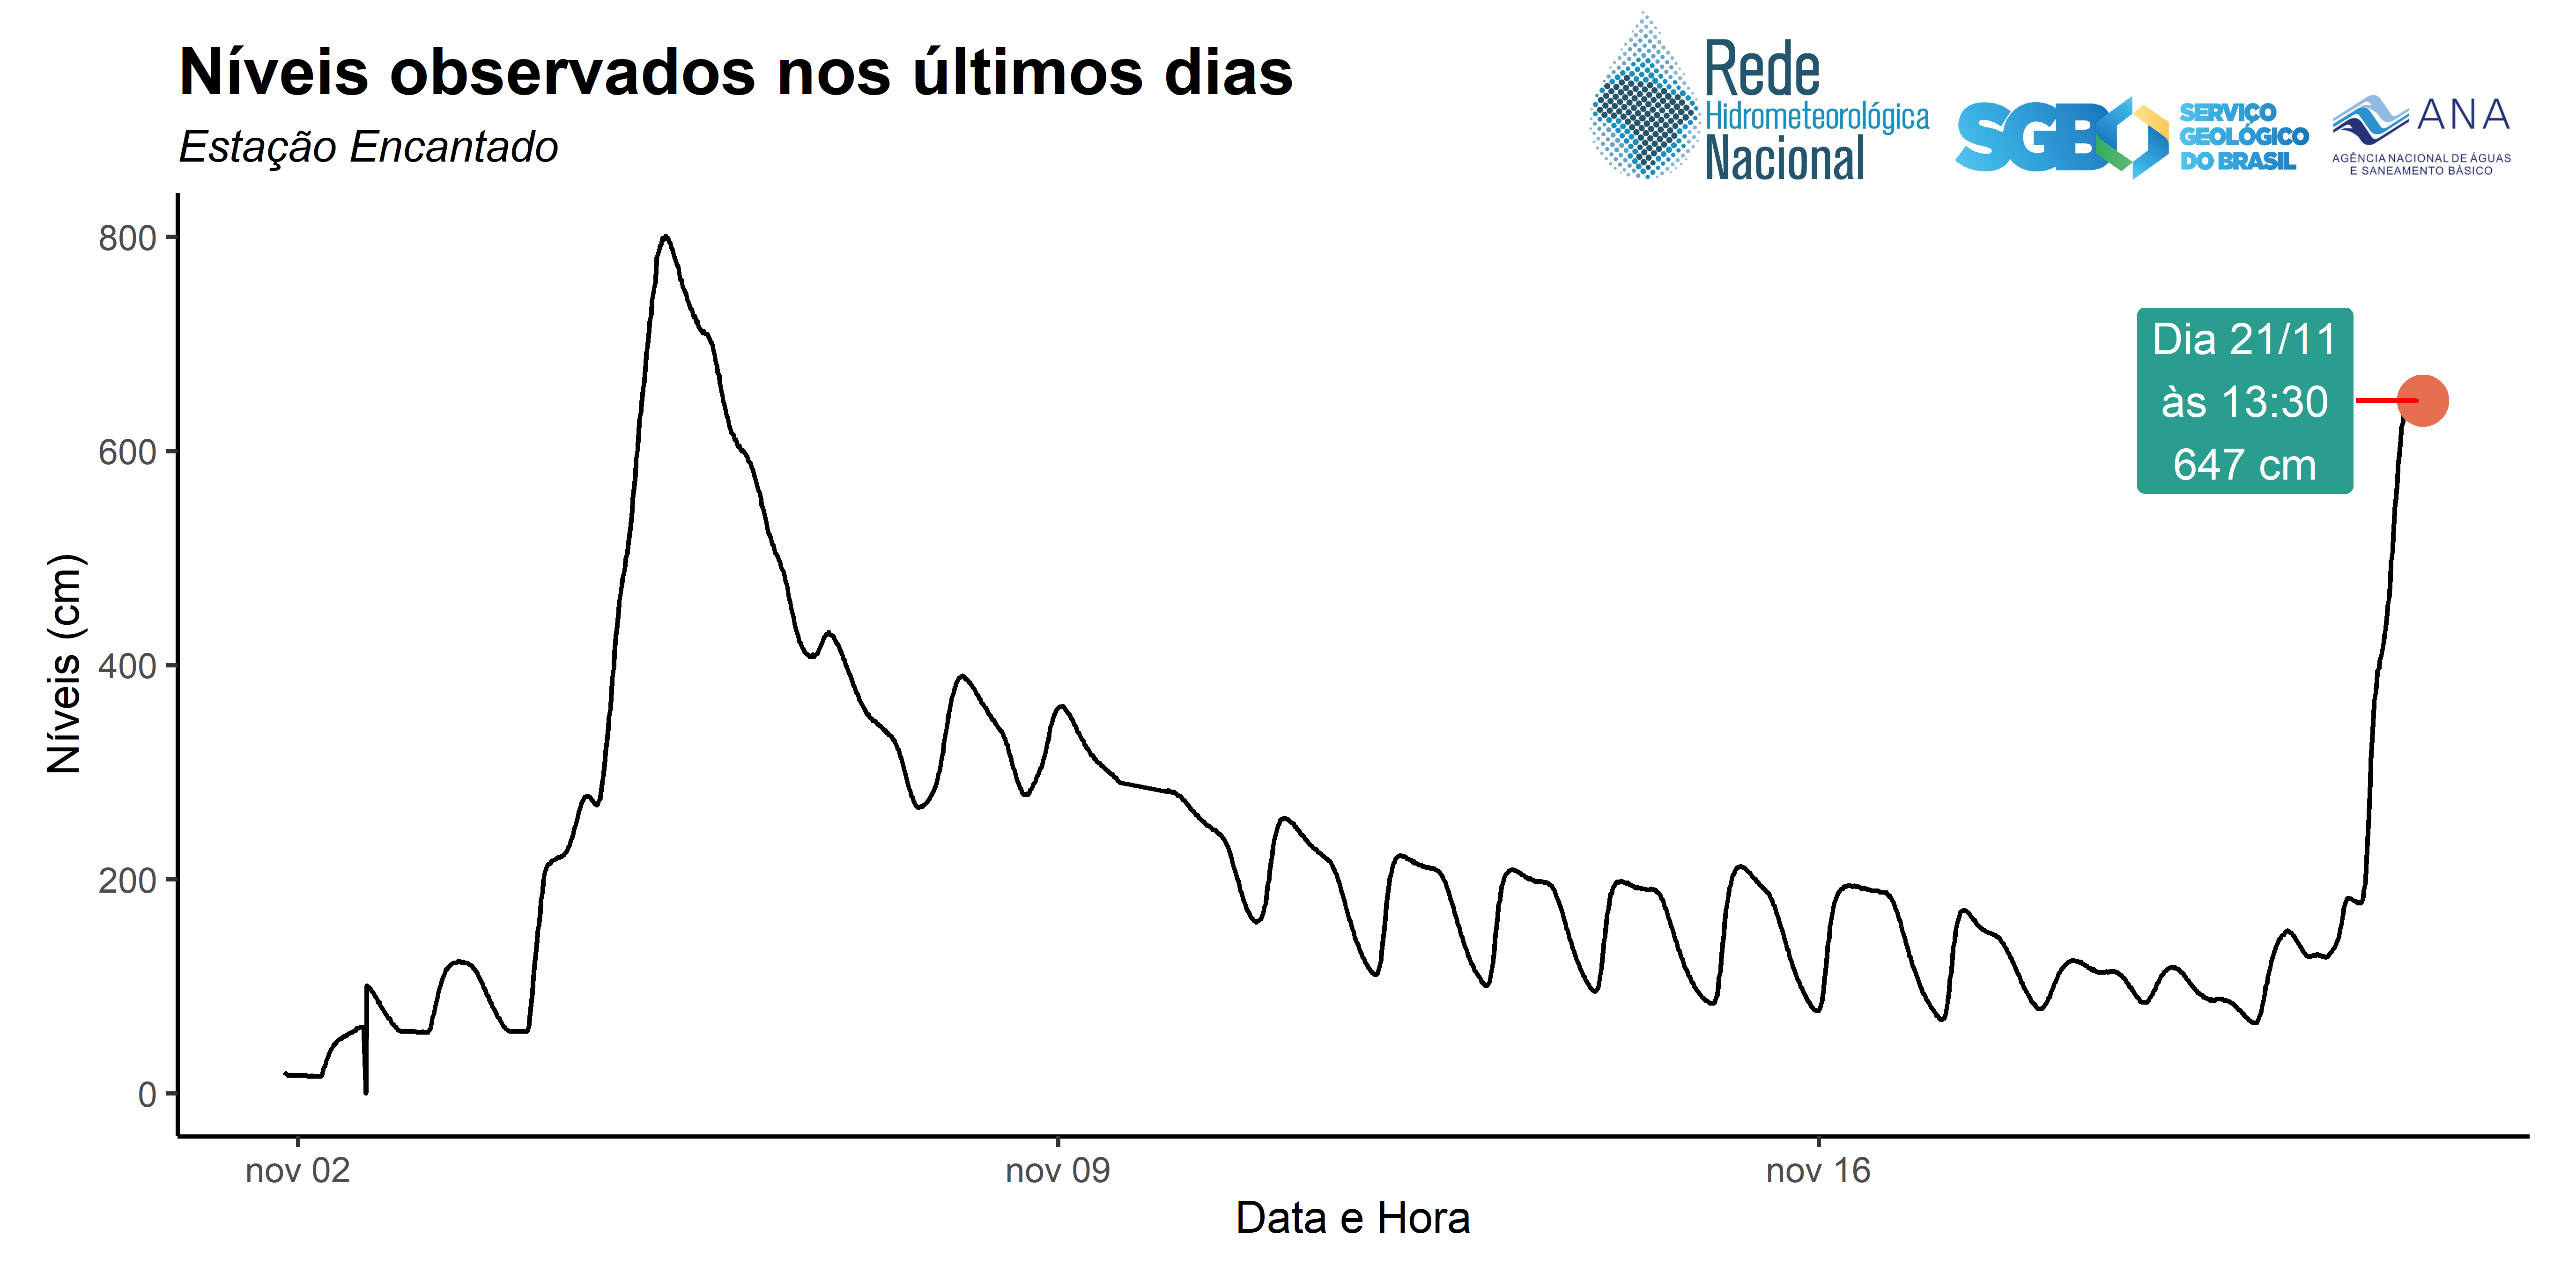 Níveis observados nos últimos dias
Estação Encantado
Rede
Hidrometeorológica
Nacional
SGB
SERVIÇO
GEOLÓGICO
DO BRASIL
ANA
AGÊNCIA NACIONAL DE ÁGUAS
E SANEAMENTO BÁSICO
Níveis (cm)
800
600
400
200
0
Dia 21/11
às 13:30
647 cm
nov 02
nov 09
nov 16
Data e Hora